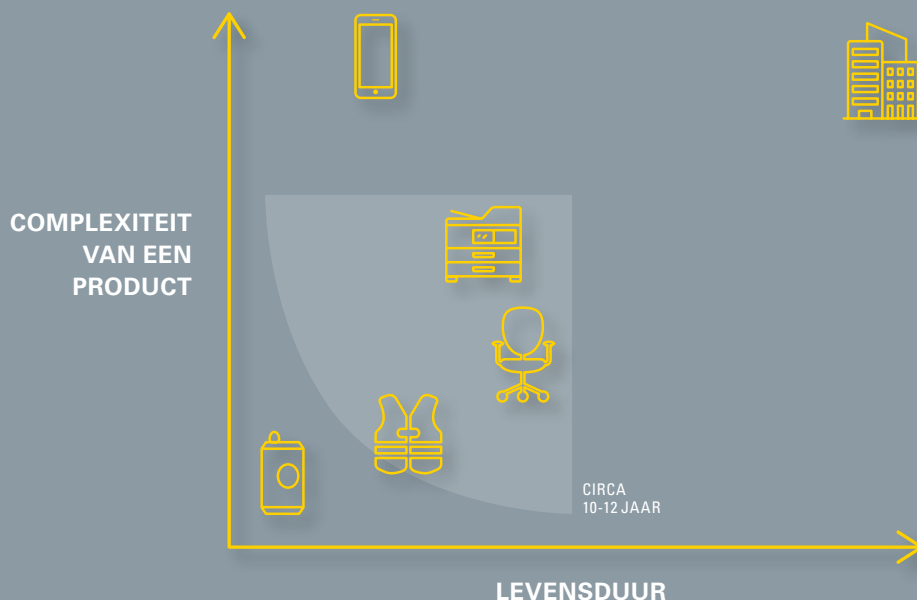 COMPLEXITEIT
VAN EEN
PRODUCT
CIRCA
10-12 JAAR
LEVENSDUUR